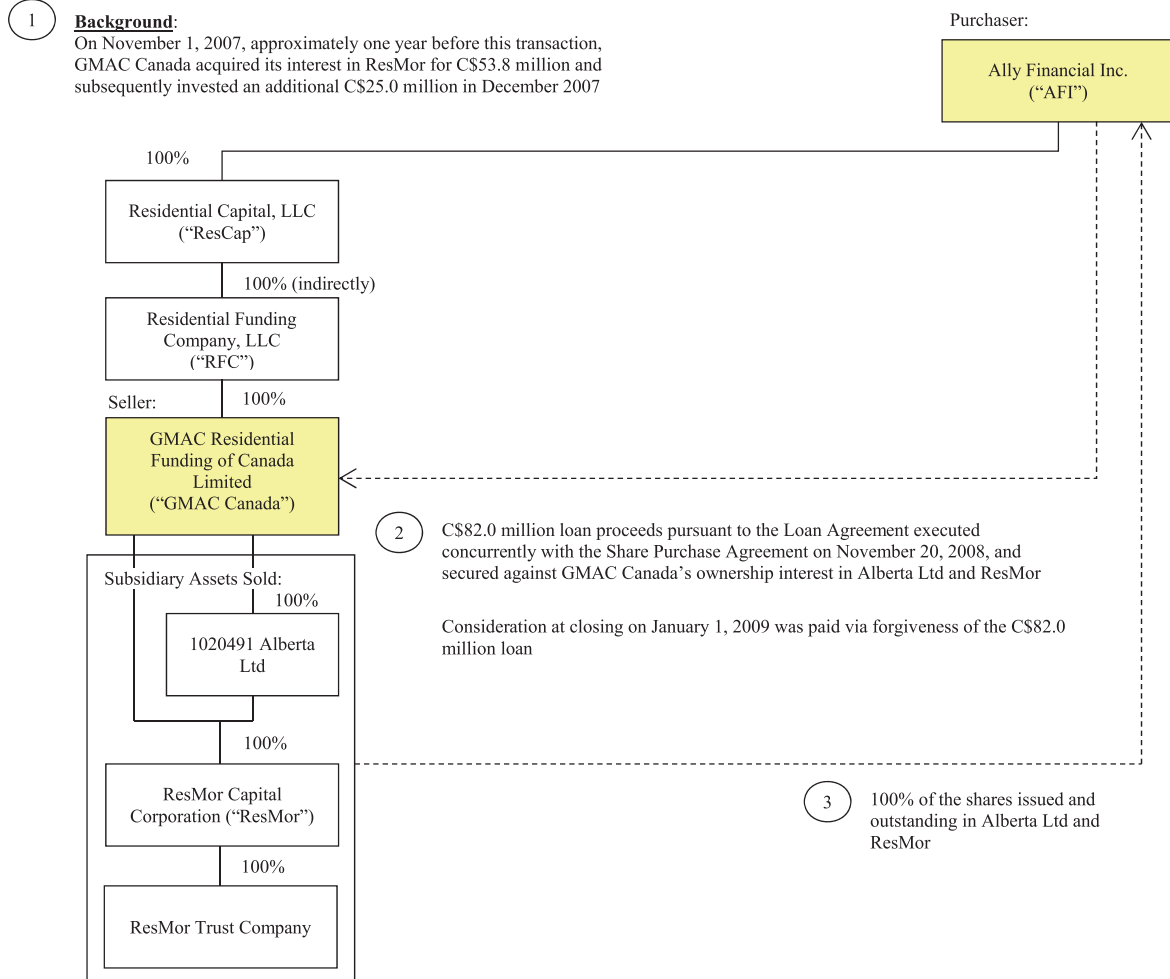 1
Background:
On November 1, 2007, approximately one year before this transaction,
GMAC Canada acquired its interest in ResMor for C$53.8 million and
subsequently invested an additional C$25.0 million in December 2007
Purchaser:
Ally Financial Inc.
(“AFI”)
100%
Residential Capital, LLC
(“ResCap”)
100% (indirectly)
Residential Funding
Company, LLC
(“RFC”)
Seller:
100%
GMAC Residential
Funding of Canada
Limited
(“GMAC Canada”)
2
C$82.0 million loan proceeds pursuant to the Loan Agreement executed
concurrently with the Share Purchase Agreement on November 20, 2008, and
secured against GMAC Canada’s ownership interest in Alberta Ltd and ResMor
Consideration at closing on January 1, 2009 was paid via forgiveness of the C$82.0
million loan
Subsidiary Assets Sold:
100%
1020491 Alberta
Ltd
100%
ResMor Capital
Corporation (“ResMor”)
3
100% of the shares issued and
outstanding in Alberta Ltd and
ResMor
100%
ResMor Trust Company